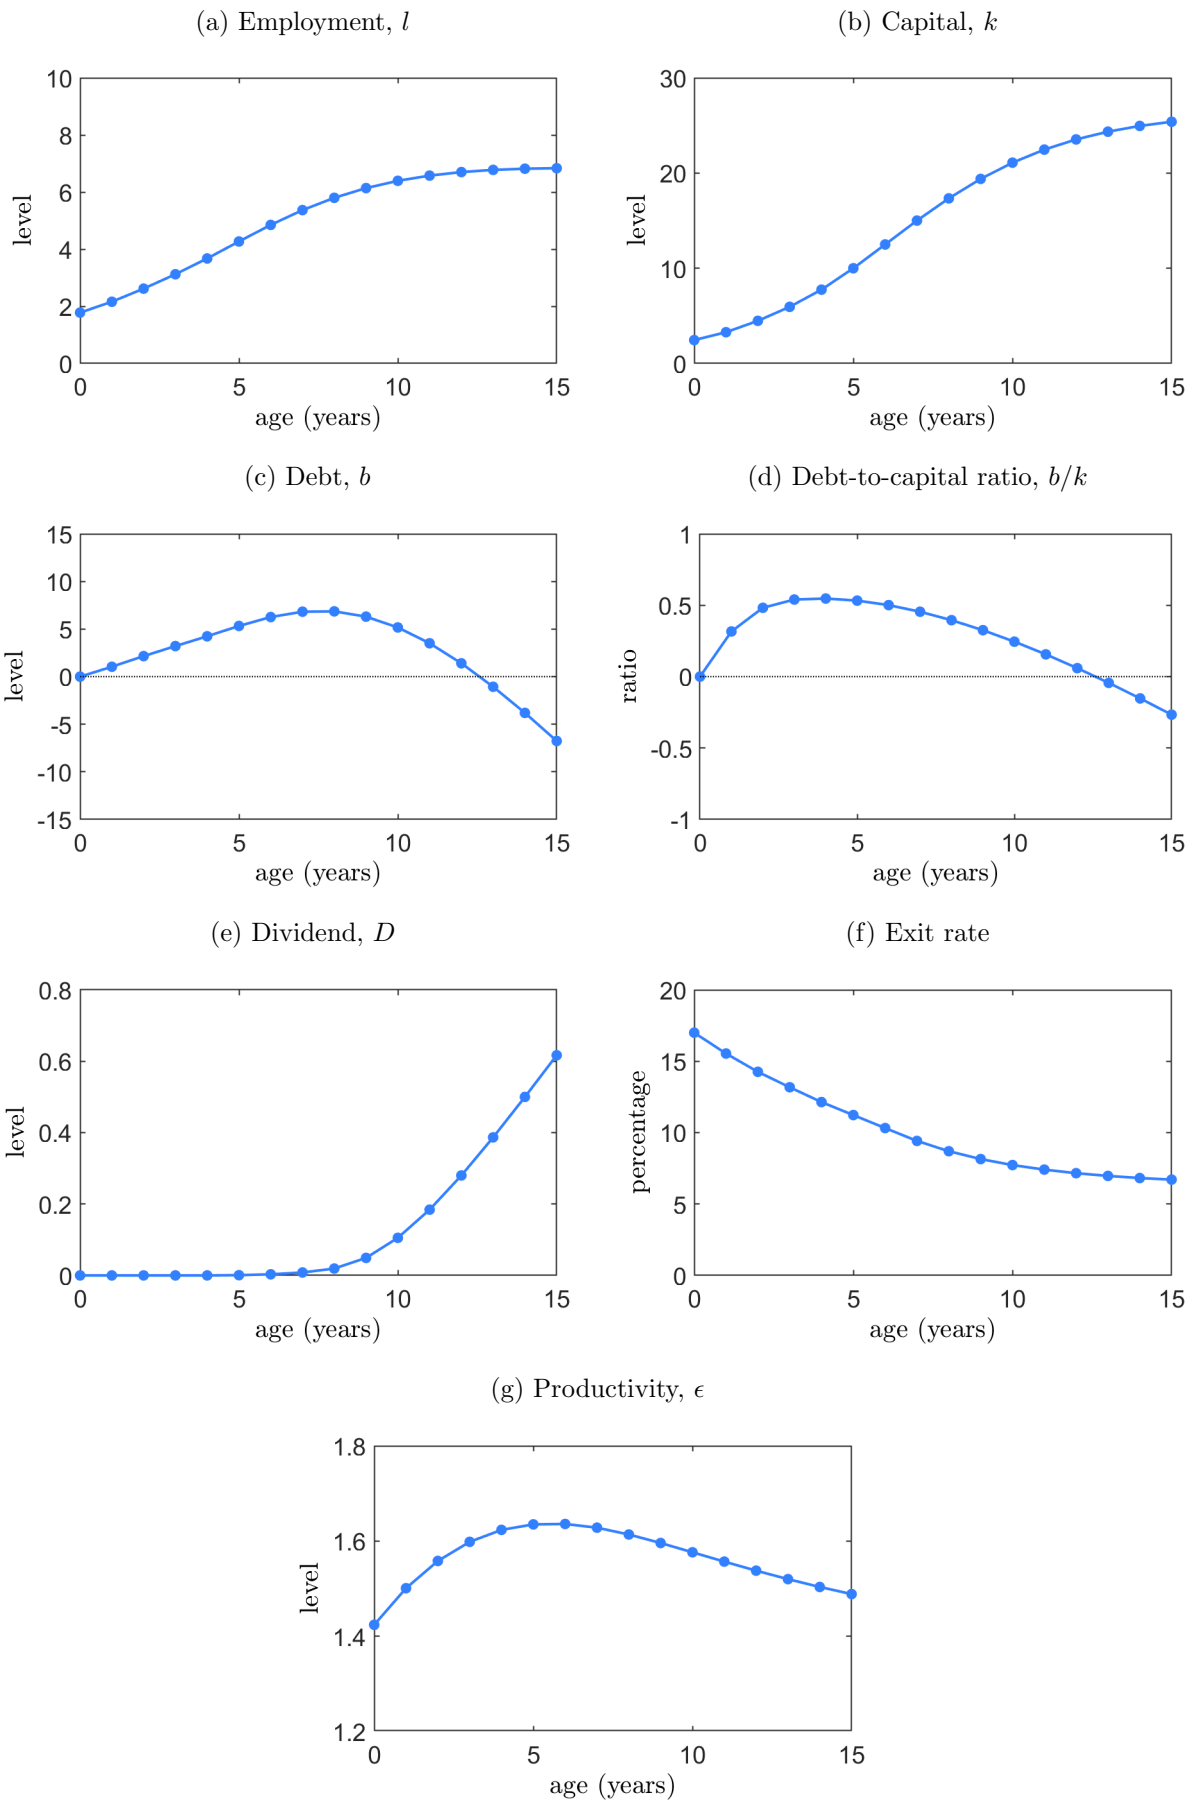 (a) Employment, l
(b) Capital, k
10
8
6
4
2
0
level
0 5 10 15
age (years)
30
20
10
0
level
0 5 10 15
age (years)
(c) Debt, b
(d) Debt-to-capital ratio, b/k
15
10
5
0
-5
-10
-15
level
0 5 10 15
age (years)
1
0.5
0
-0.5
-1
ratio
0 5 10 15
age (years)
(e) Dividend, D
(f) Exit rate
0.8
0.6
0.4
0.2
0
level
0 5 10 15
age (years)
20
15
10
5
0
percentage
0 5 10 15
age (years)
(g) Productivity, ϵ
1.8
1.6
1.4
1.2
level
0 5 10 15
age (years)